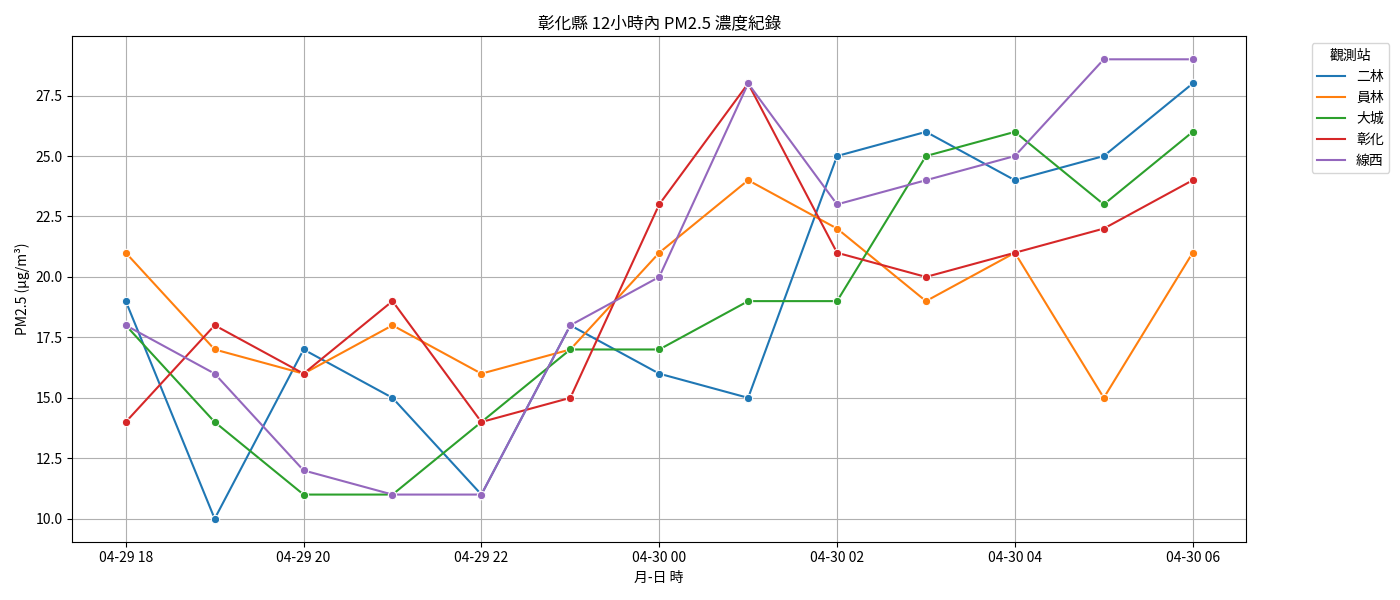 彰化縣 12小時內 PM2.5 濃度紀錄
觀測站
二林
員林
大城
彰化
線西
PM2.5 (µg/m³)
27.5
25.0
22.5
20.0
17.5
15.0
12.5
10.0
04-29 18
04-29 20
04-29 22
04-30 00
04-30 02
04-30 04
04-30 06
月-日 時